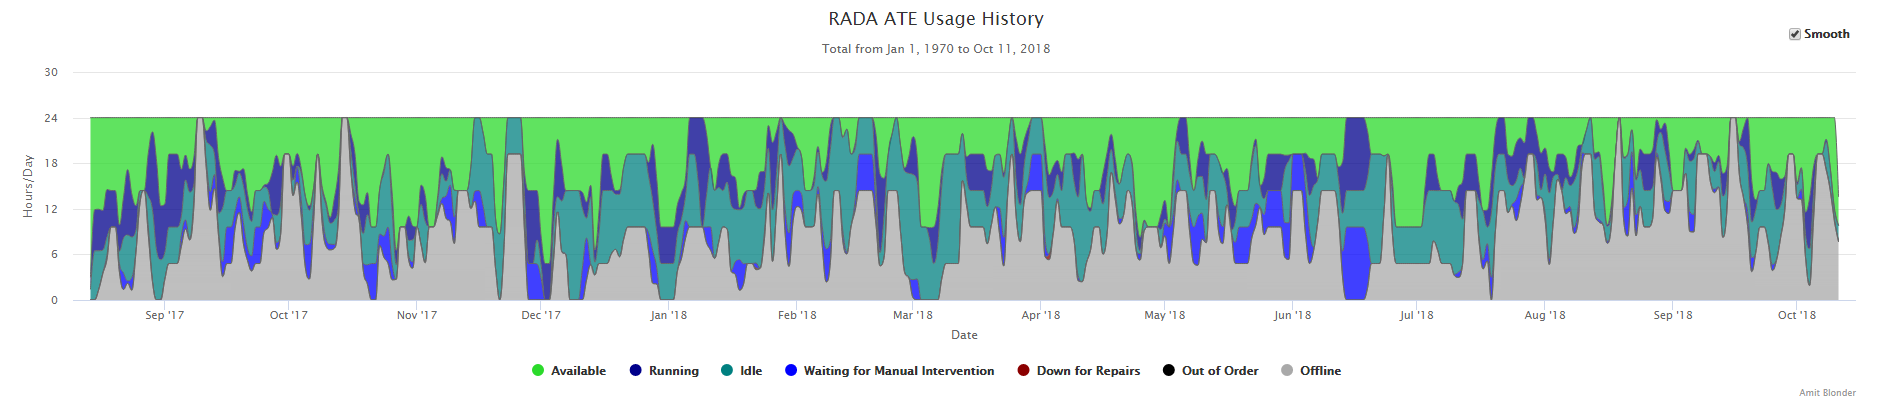 RADA ATE Usage History
Smooth
Total from Jan 1, 1970 to Oct 11, 2018
30
24
18
12
6
0
Hours/Day
Sep '17 Oct '17 Nov '17 Dec '17 Jan '18 Feb '18 Mar '18 Apr '18 May '18 Jun '18 Jul '18 Aug '18 Sep '18 Oct '18
Date
Available Running Idle Waiting for Manual Intervention Down for Repairs Out of Order Offline
Amit Blonder